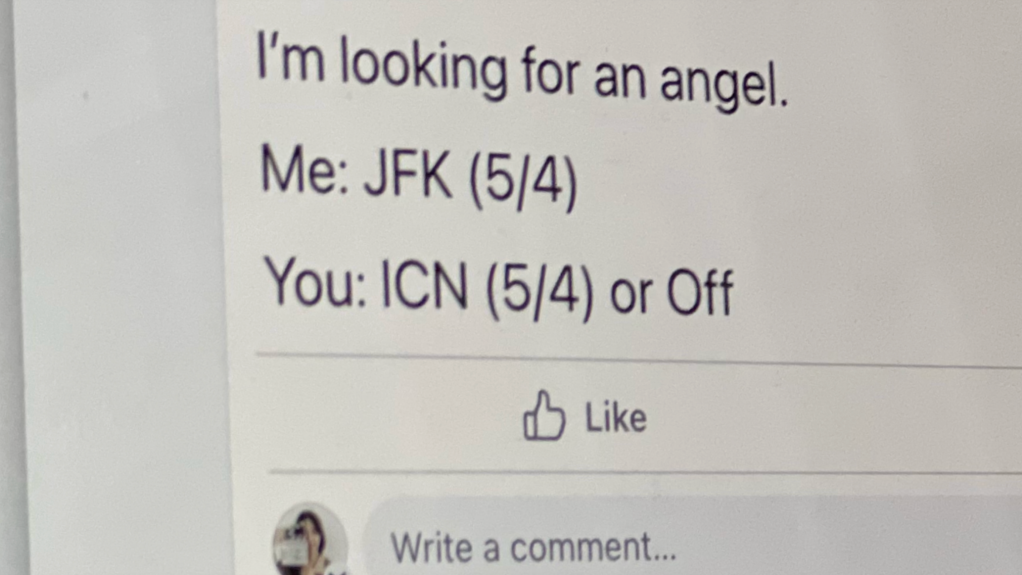 I'm looking for an angel.
Me: JFK (5/4)
You: ICN (5/4) or Off
Like
Write a comment...